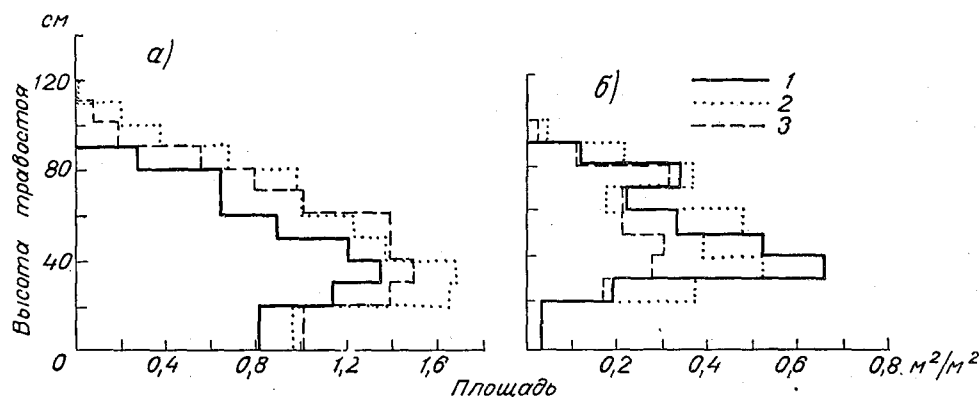 см
а)
б)
1
2
3
120
80
40
0
Высота травостоя
0,4 0,8 1,2 1,6
0,2 0,4 0,6 0,8 м²/м²
Площадь